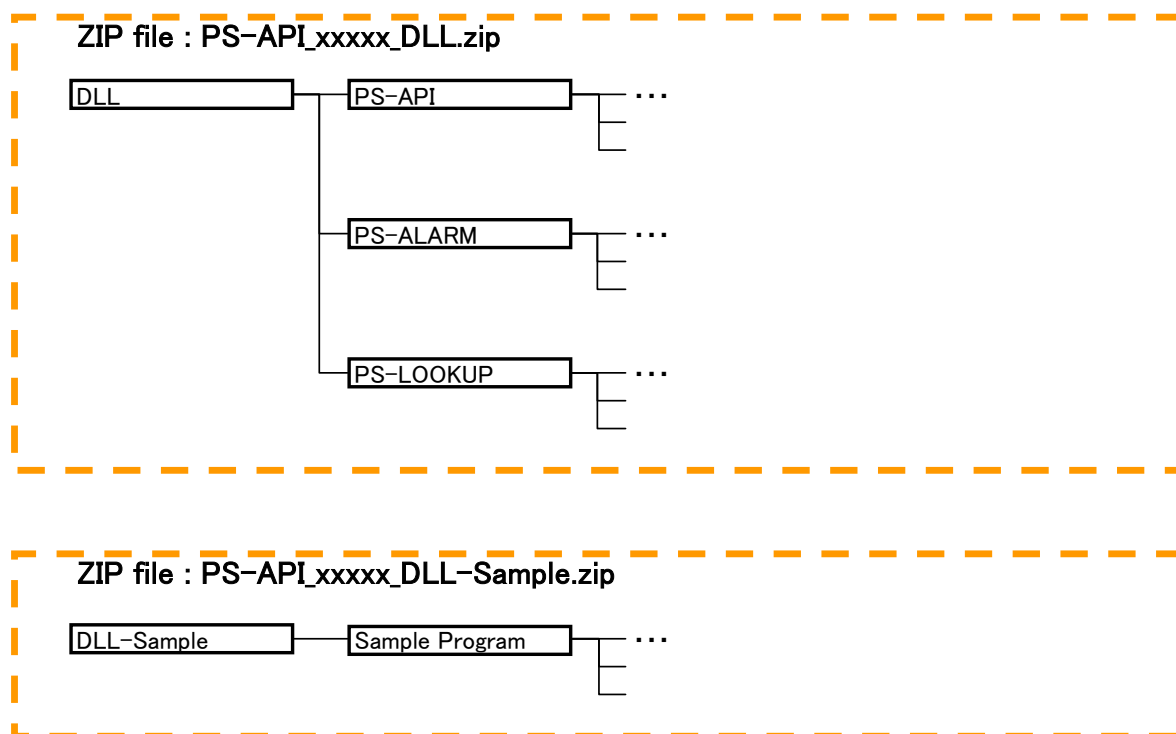 ZIP file : PS-API_xxxxx_DLL.zip
DLL
PS-API
...
PS-ALARM
...
PS-LOOKUP
...
ZIP file : PS-API_xxxxx_DLL-Sample.zip
DLL-Sample
Sample Program
...